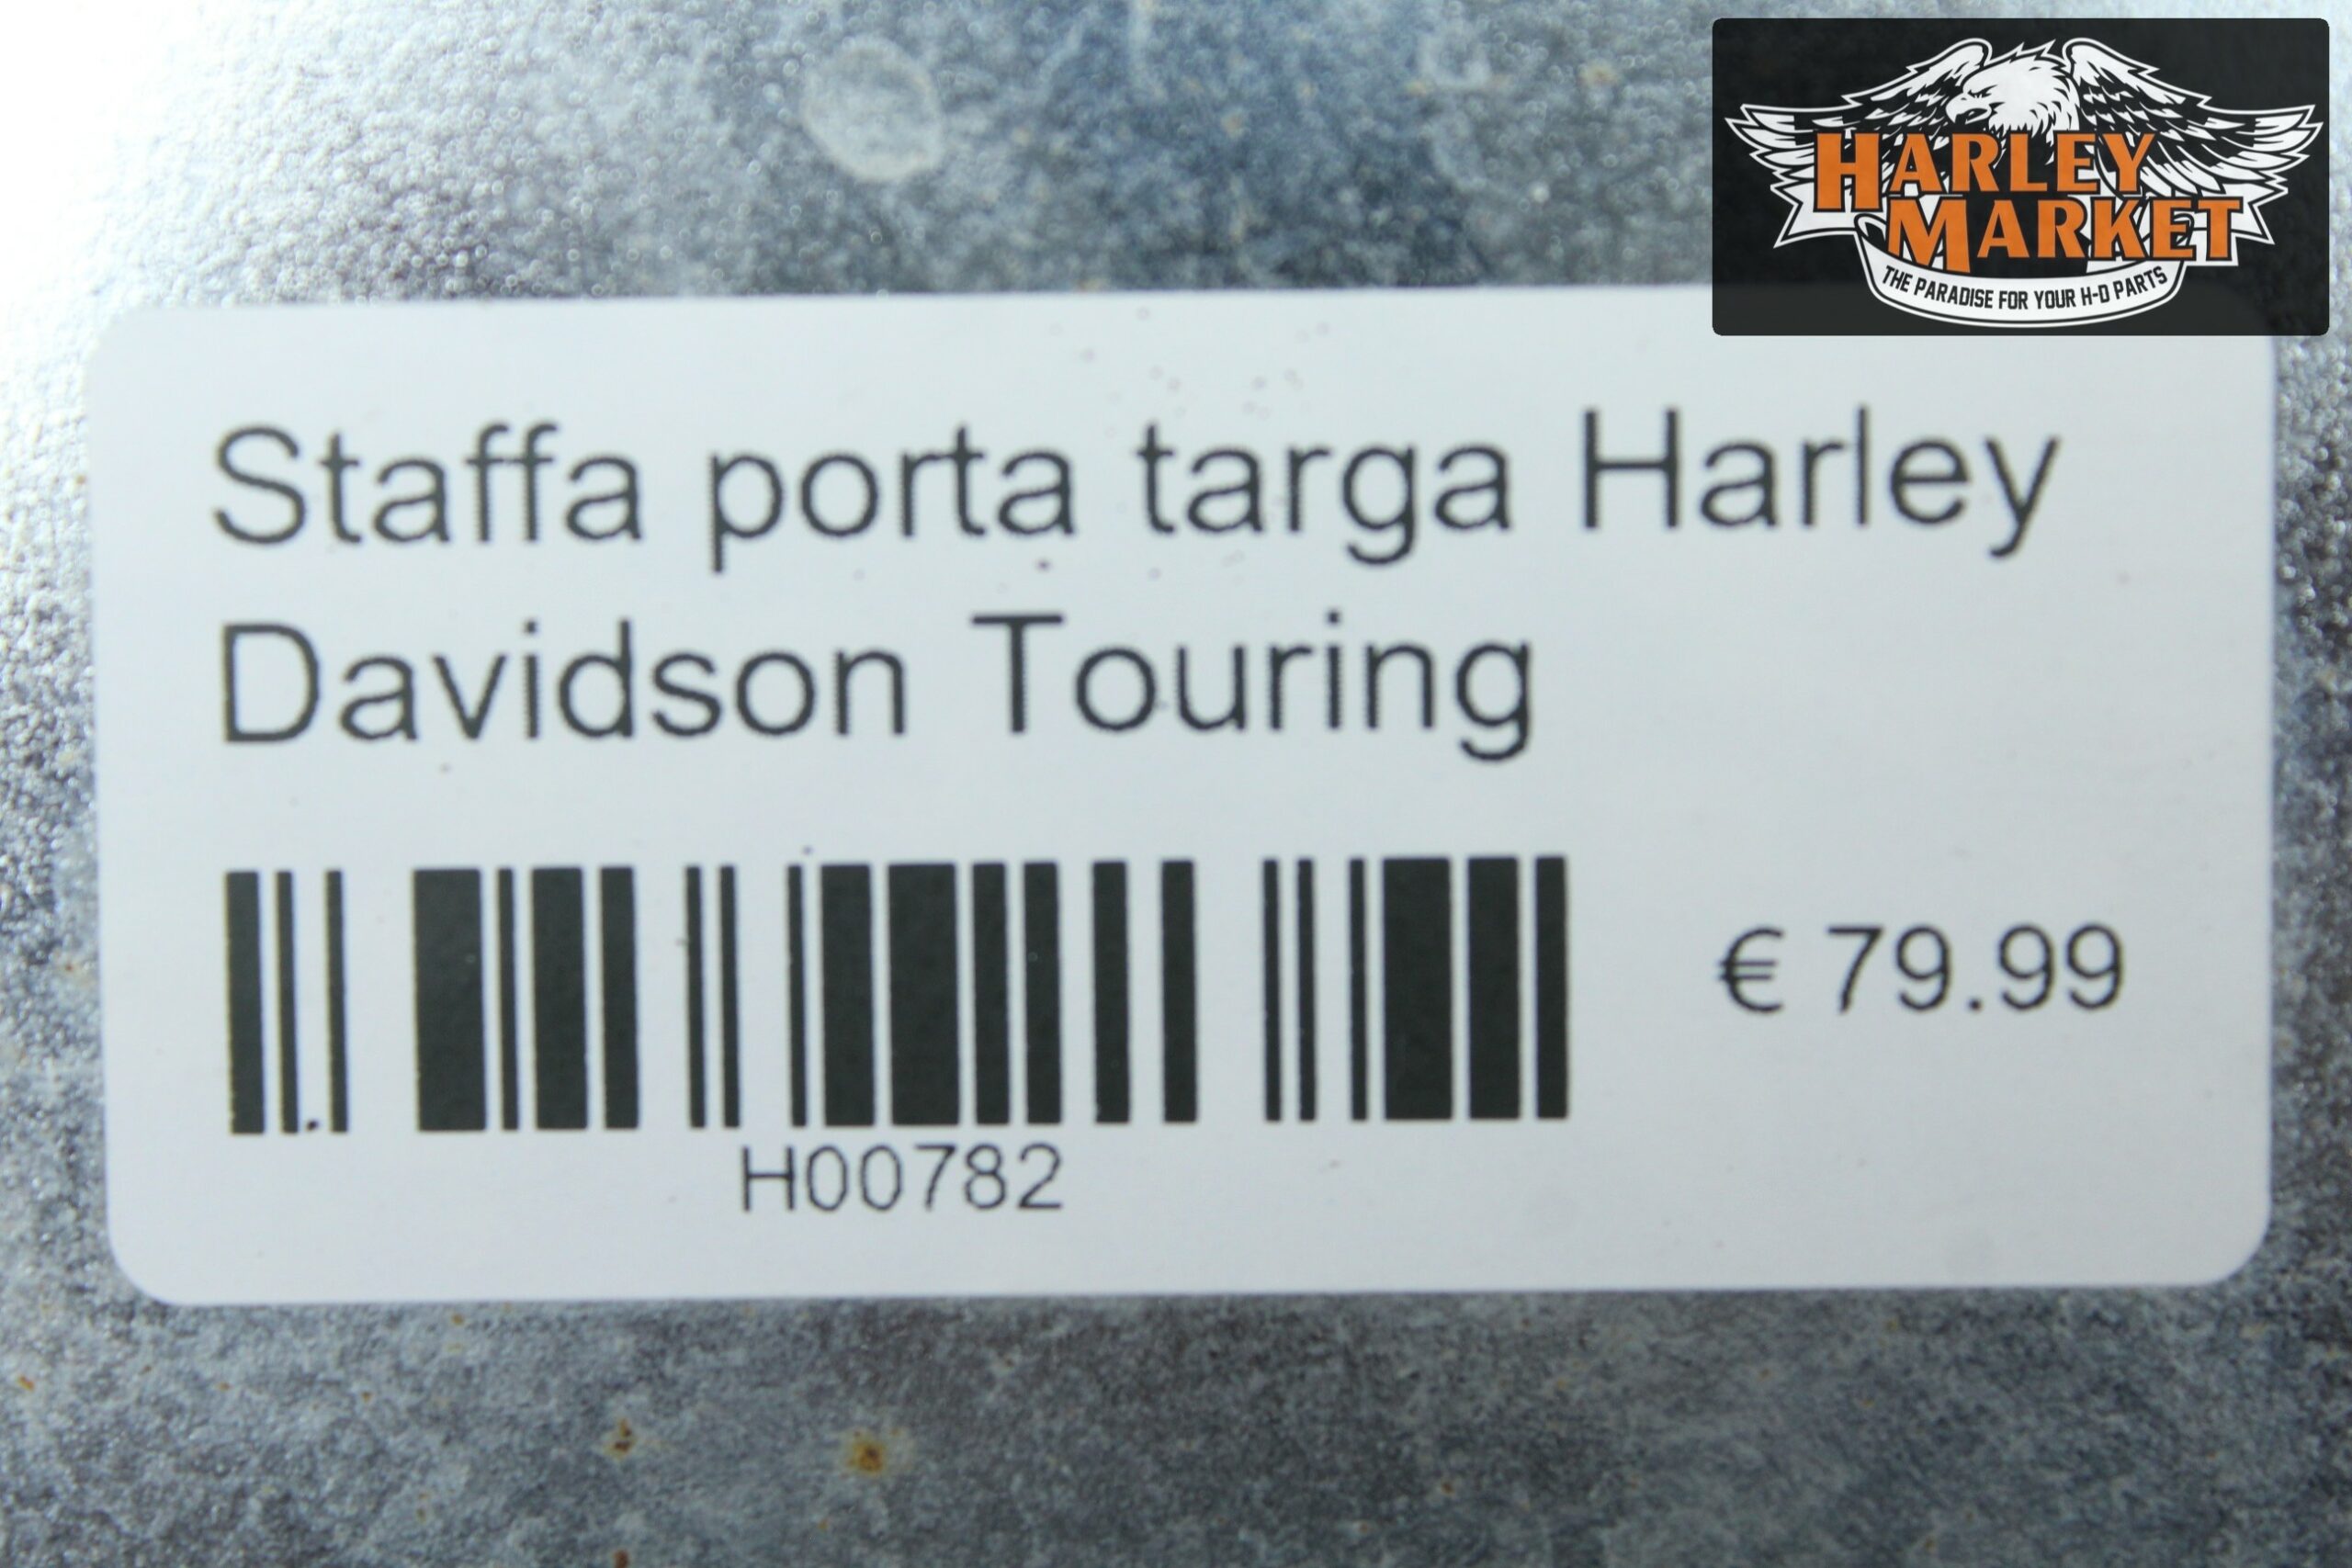 HARLEY
MARKET
THE PARADISE FOR YOUR H-D PARTS
Staffa porta targa Harley
Davidson Touring
€ 79.99
H00782